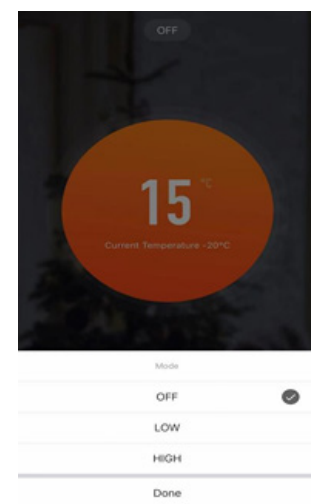 OFF
15 °C
Current Temperature -20°C
Mode
OFF
LOW
HIGH
Done